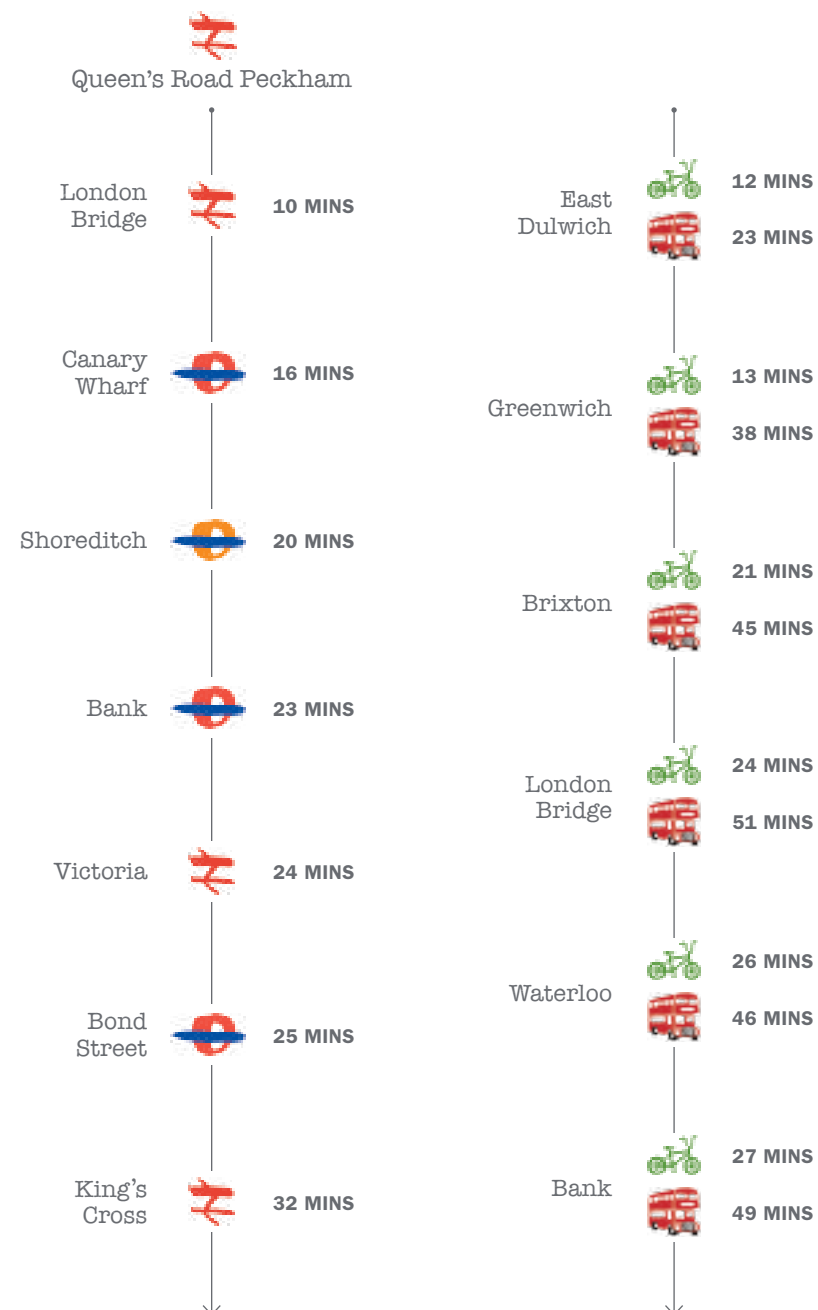 Queen's Road Peckham
London
Bridge
10 MINS
Canary
Wharf
16 MINS
Shoreditch
20 MINS
Bank
23 MINS
Victoria
24 MINS
Bond
Street
25 MINS
King's
Cross
32 MINS
East
Dulwich
12 MINS
23 MINS
Greenwich
13 MINS
38 MINS
Brixton
21 MINS
45 MINS
London
Bridge
24 MINS
51 MINS
Waterloo
26 MINS
46 MINS
Bank
27 MINS
49 MINS